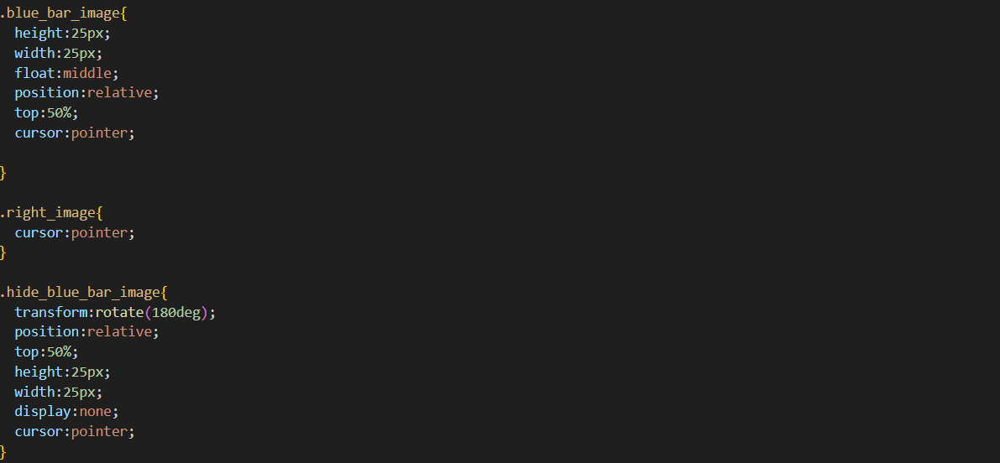 .blue_bar_image{
  height:25px;
  width:25px;
  float:middle;
  position:relative;
  top:50%;
  cursor:pointer;

}

.right_image{
  cursor:pointer;
}

.hide_blue_bar_image{
  transform:rotate(180deg);
  position:relative;
  top:50%;
  height:25px;
  width:25px;
  display:none;
  cursor:pointer;
}